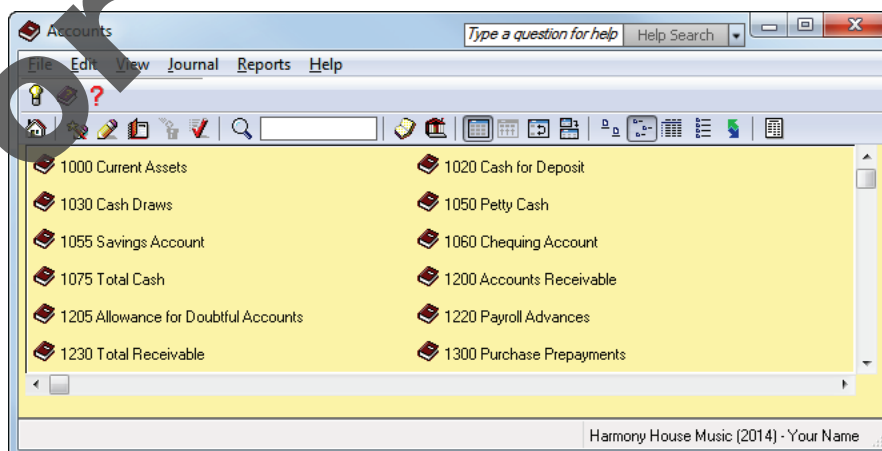 Accounts
Type a question for help Help Search
File Edit View Journal Reports Help
1000 Current Assets 1020 Cash for Deposit
1030 Cash Draws 1050 Petty Cash
1055 Savings Account 1060 Chequing Account
1075 Total Cash 1200 Accounts Receivable
1205 Allowance for Doubtful Accounts 1220 Payroll Advances
1230 Total Receivable 1300 Purchase Prepayments
Harmony House Music (2014) - Your Name